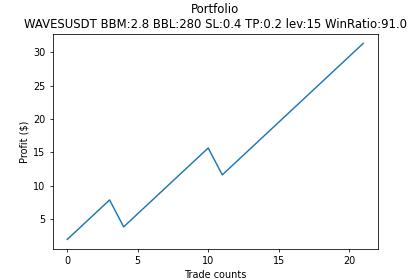 Portfolio
WAVESUSDT BBM:2.8 BBL:280 SL:0.4 TP:0.2 lev:15 WinRatio:91.0
Profit ($)
30
25
20
15
10
5
0
5
10
15
20
Trade counts